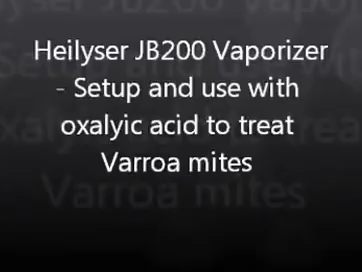 Heilyser JB200 Vaporizer
- Setup and use with
oxalyic acid to treat
Varroa mites